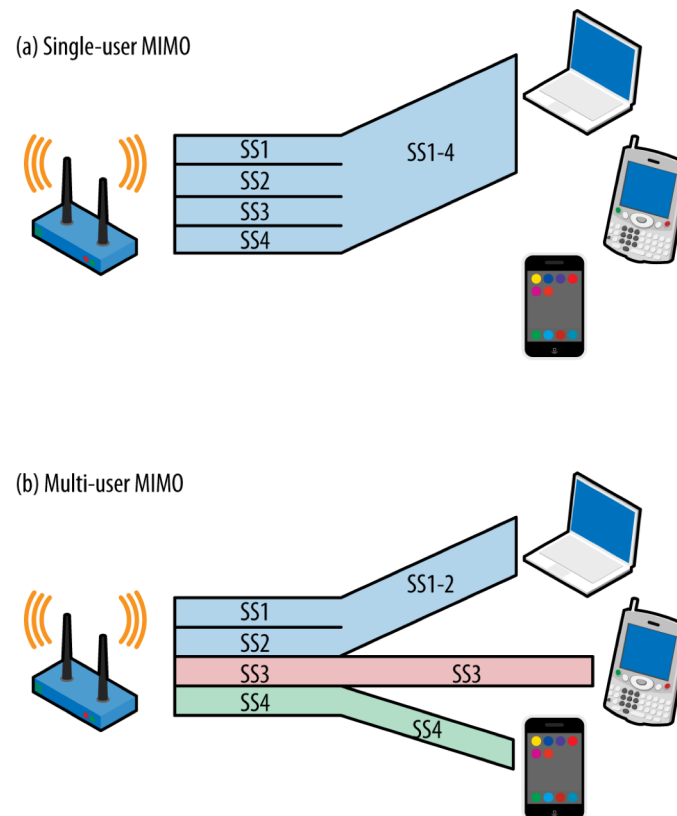 (a) Single-user MIMO
SS1
SS2
SS3
SS4
SS1-4
(b) Multi-user MIMO
SS1
SS2
SS3
SS4
SS1-2
SS3
SS4